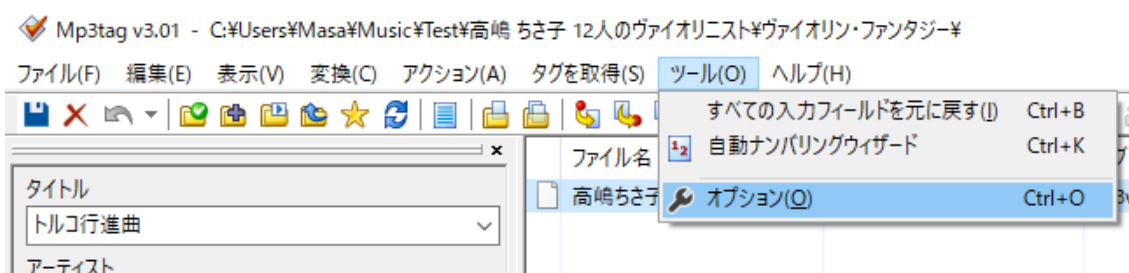 Mp3tag v3.01 - C:¥Users¥Masa¥Music¥Test¥高嶋 ちさ子 12人のヴァイオリニスト¥ヴァイオリン・ファンタジー¥
ファイル(F) 編集(E) 表示(V) 変換(C) アクション(A) タグを取得(S) ツール(O) ヘルプ(H)
すべての入力フィールドを元に戻す(I) Ctrl+B
自動ナンバリングウィザード Ctrl+K
オプション(O) Ctrl+O
ファイル名
高嶋ちさ子
タイトル
トルコ行進曲
アーティスト